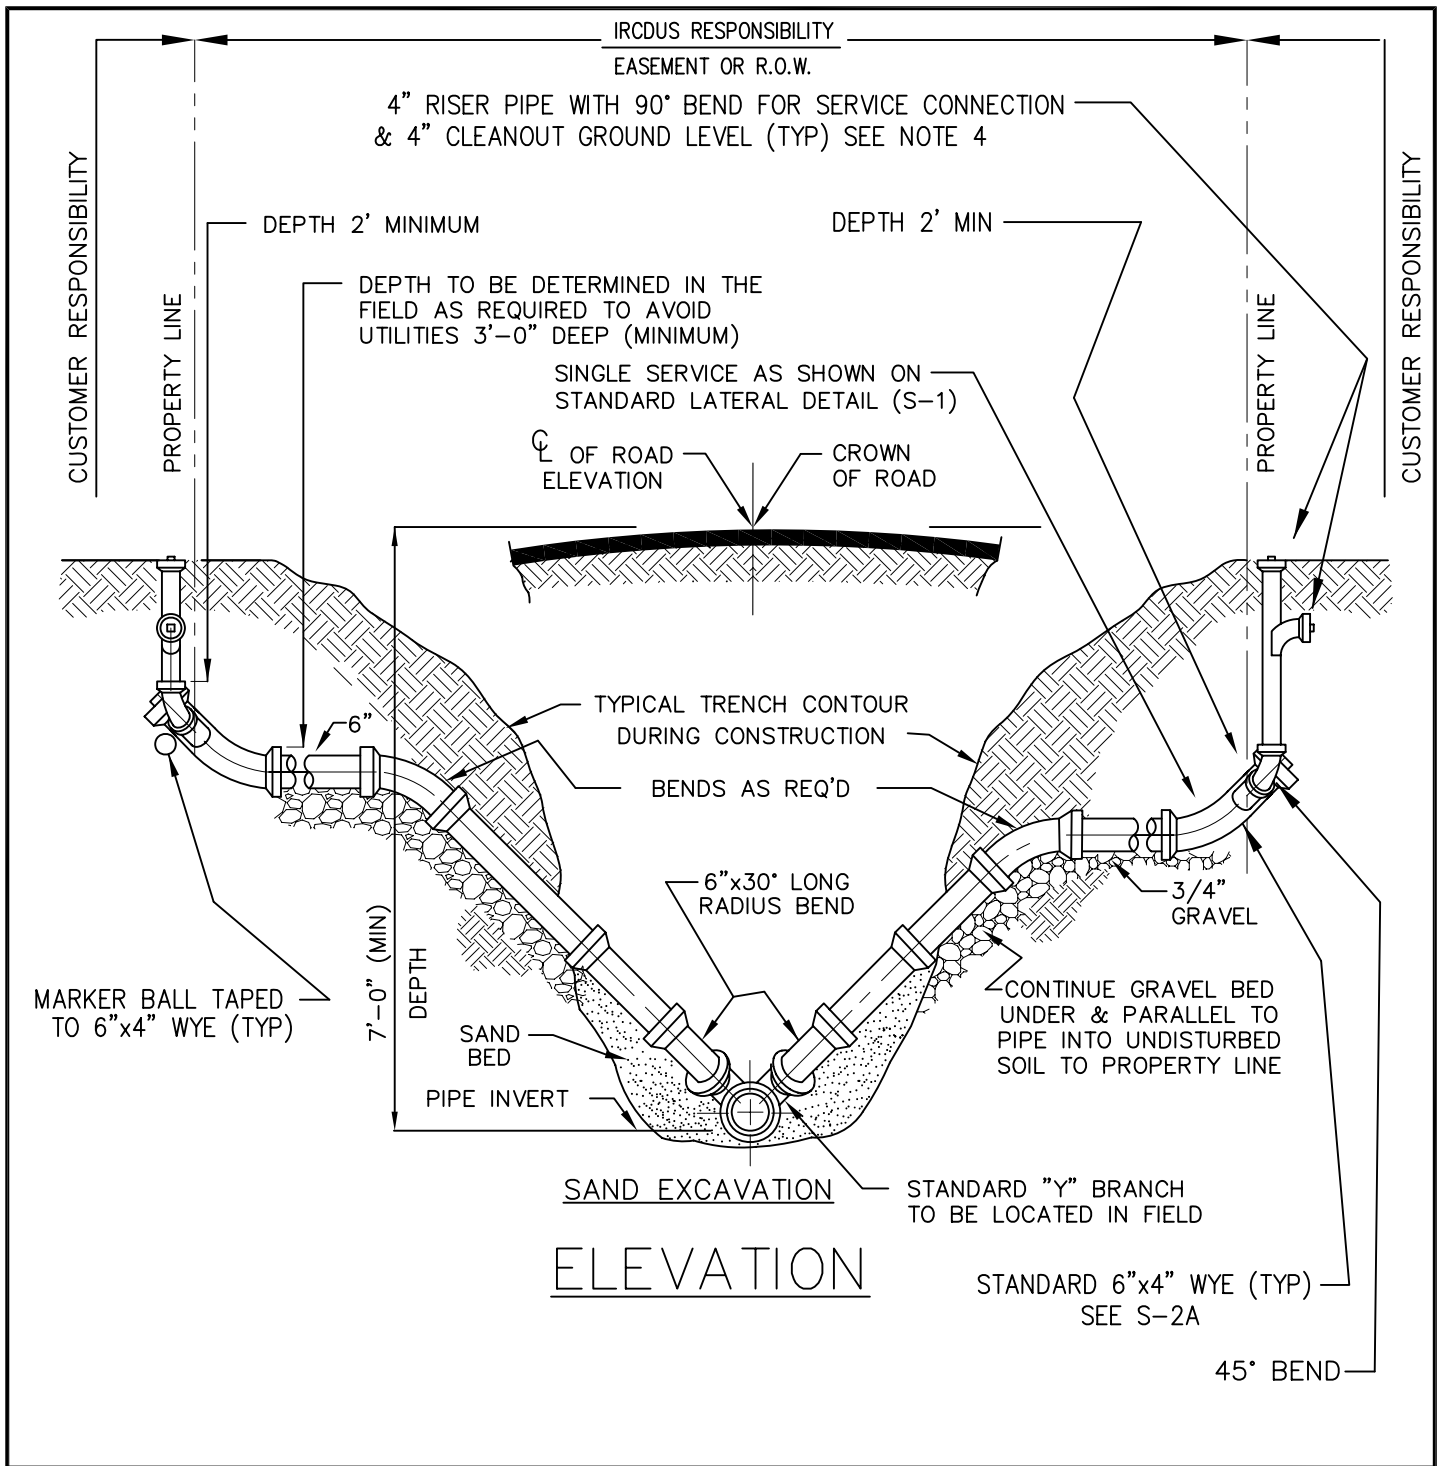 IRCDUS RESPONSIBILITY
EASEMENT OR R.O.W.
4" RISER PIPE WITH 90° BEND FOR SERVICE CONNECTION
& 4" CLEANOUT GROUND LEVEL (TYP) SEE NOTE 4
CUSTOMER RESPONSIBILITY
PROPERTY LINE
DEPTH 2' MINIMUM
DEPTH 2' MIN
PROPERTY LINE
CUSTOMER RESPONSIBILITY
DEPTH TO BE DETERMINED IN THE
FIELD AS REQUIRED TO AVOID
UTILITIES 3'-0" DEEP (MINIMUM)
SINGLE SERVICE AS SHOWN ON
STANDARD LATERAL DETAIL (S-1)
℄ OF ROAD
ELEVATION
CROWN
OF ROAD
TYPICAL TRENCH CONTOUR
DURING CONSTRUCTION
6"
BENDS AS REQ'D
6"x30° LONG
RADIUS BEND
3/4"
GRAVEL
7'-0" (MIN)
DEPTH
MARKER BALL TAPED
TO 6"x4" WYE (TYP)
SAND
BED
PIPE INVERT
CONTINUE GRAVEL BED
UNDER & PARALLEL TO
PIPE INTO UNDISTURBED
SOIL TO PROPERTY LINE
SAND EXCAVATION
STANDARD "Y" BRANCH
TO BE LOCATED IN FIELD
ELEVATION
STANDARD 6"x4" WYE (TYP)
SEE S-2A
45° BEND